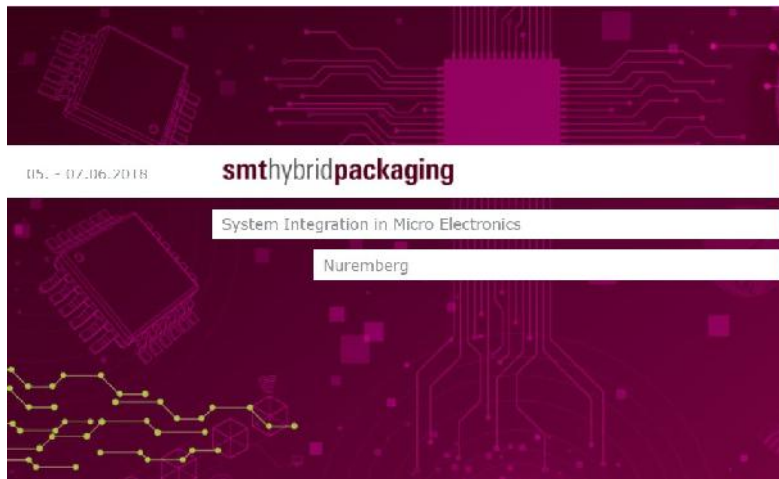 05. - 07.06.2018
smthybridpackaging
System Integration in Micro Electronics
Nuremberg